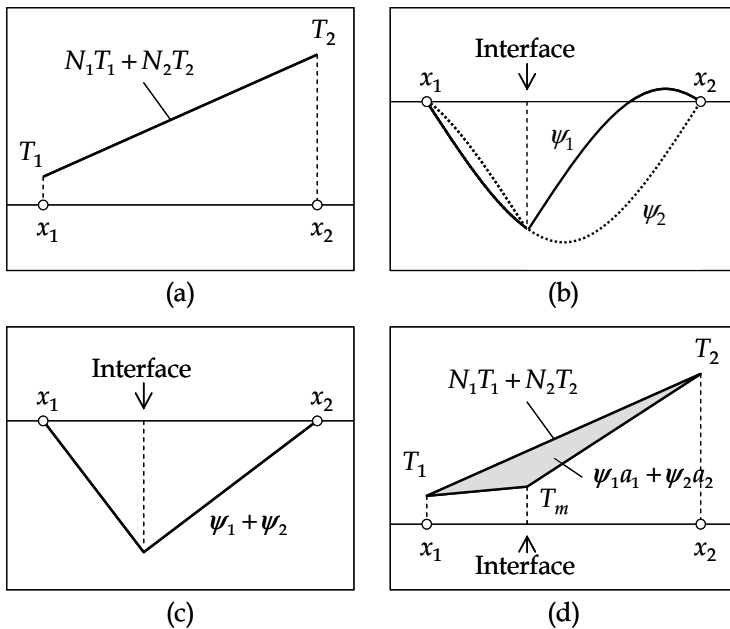 T₂
N₁T₁ + N₂T₂
T₁
x₁ x₂
(a)
Interface
x₁ x₂
ψ₁
ψ₂
(b)
Interface
x₁ x₂
ψ₁ + ψ₂
(c)
T₂
N₁T₁ + N₂T₂
T₁
ψ₁a₁ + ψ₂a₂
Tₘ
x₁ x₂
Interface
(d)